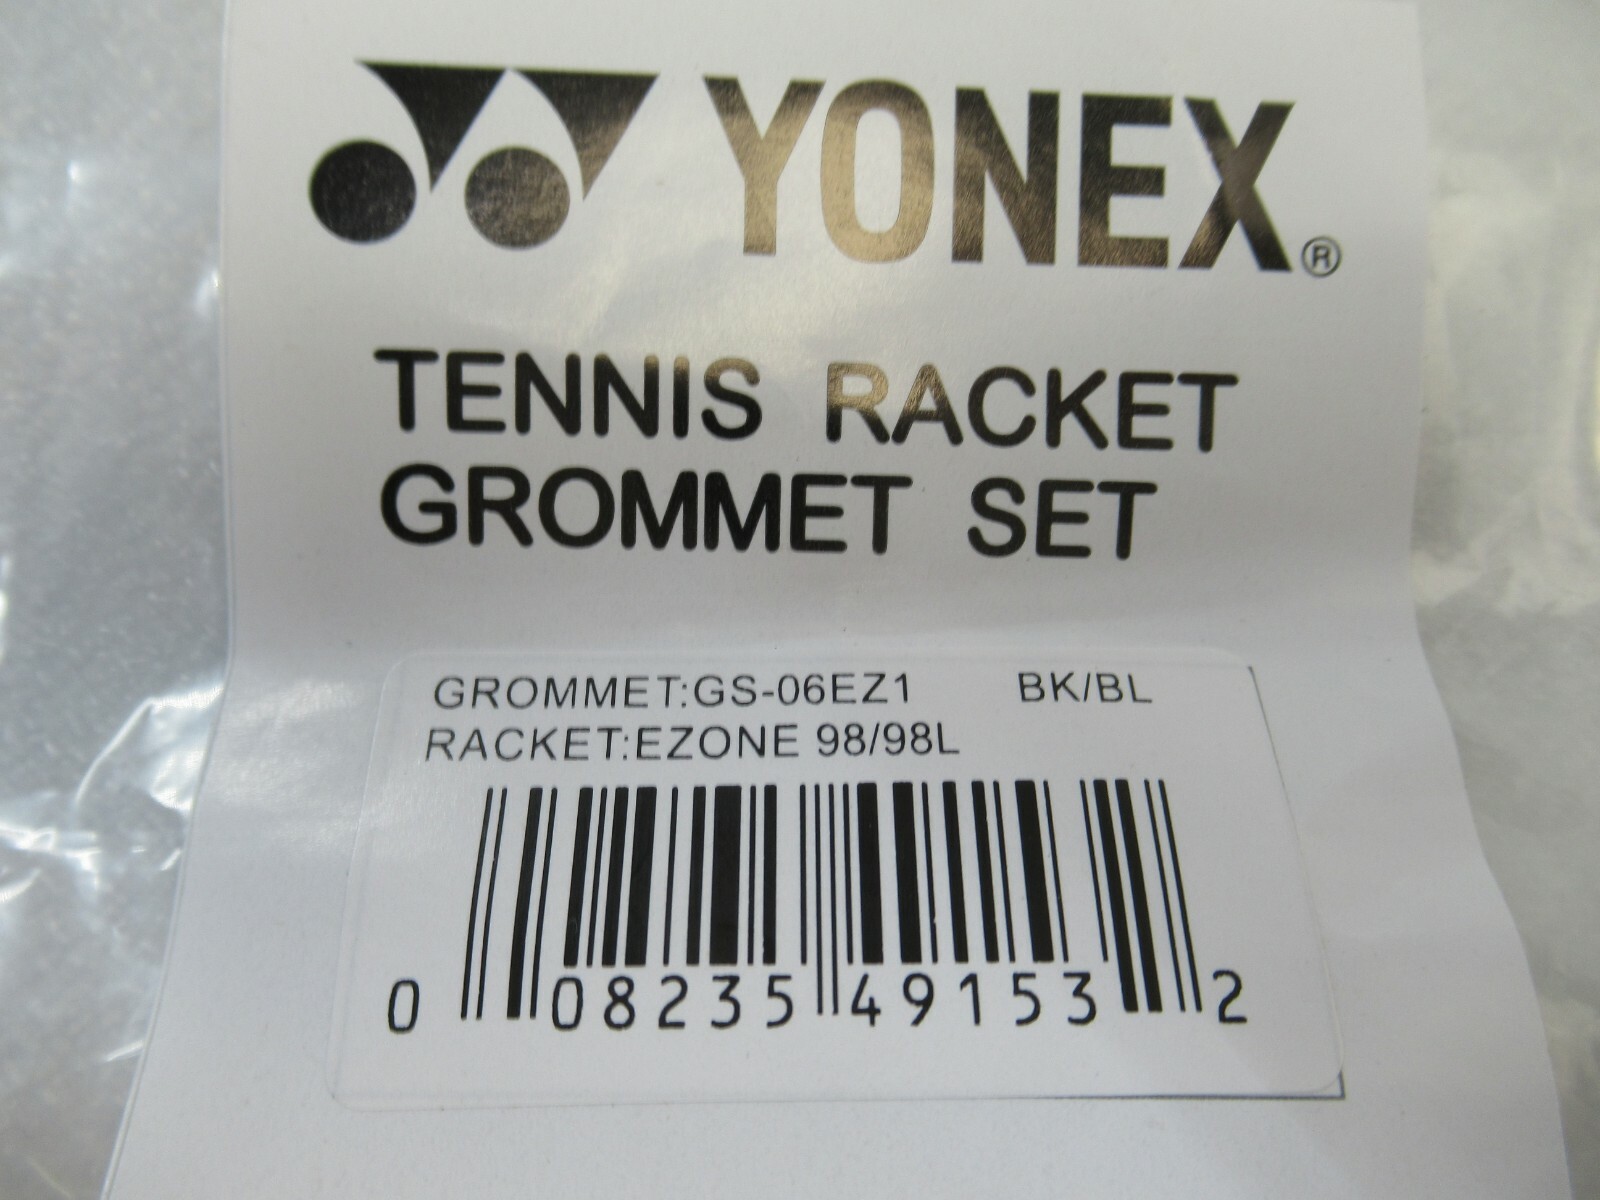 YONEX®
TENNIS RACKET
GROMMET SET
GROMMET:GS-06EZ1 BK/BL
RACKET:EZONE 98/98L
0 08235 49153 2